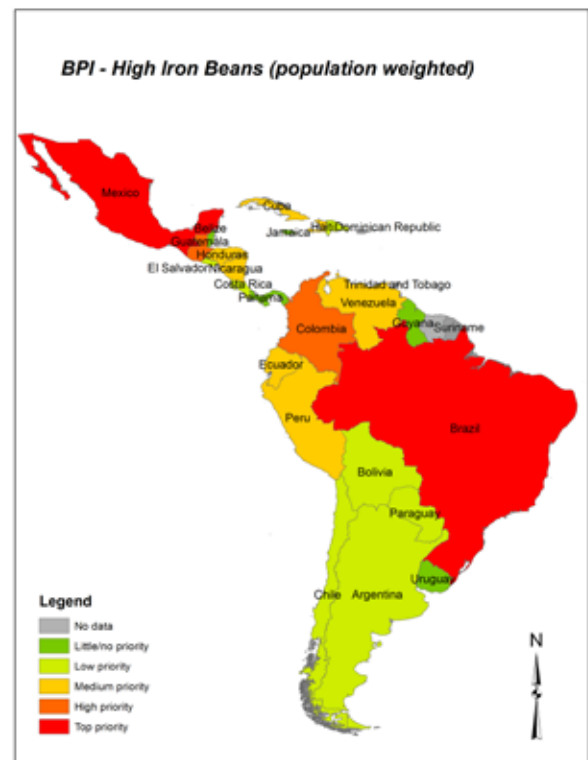 BPI - High Iron Beans (population weighted)
Mexico
Cuba
Belize
Jamaica
Haiti
Dominican Republic
Guatemala
Honduras
El Salvador
Nicaragua
Costa Rica
Panama
Trinidad and Tobago
Venezuela
Guyana
Suriname
Colombia
Ecuador
Peru
Brazil
Bolivia
Paraguay
Chile
Argentina
Uruguay
Legend
No data
Little/no priority
Low priority
Medium priority
High priority
Top priority
N